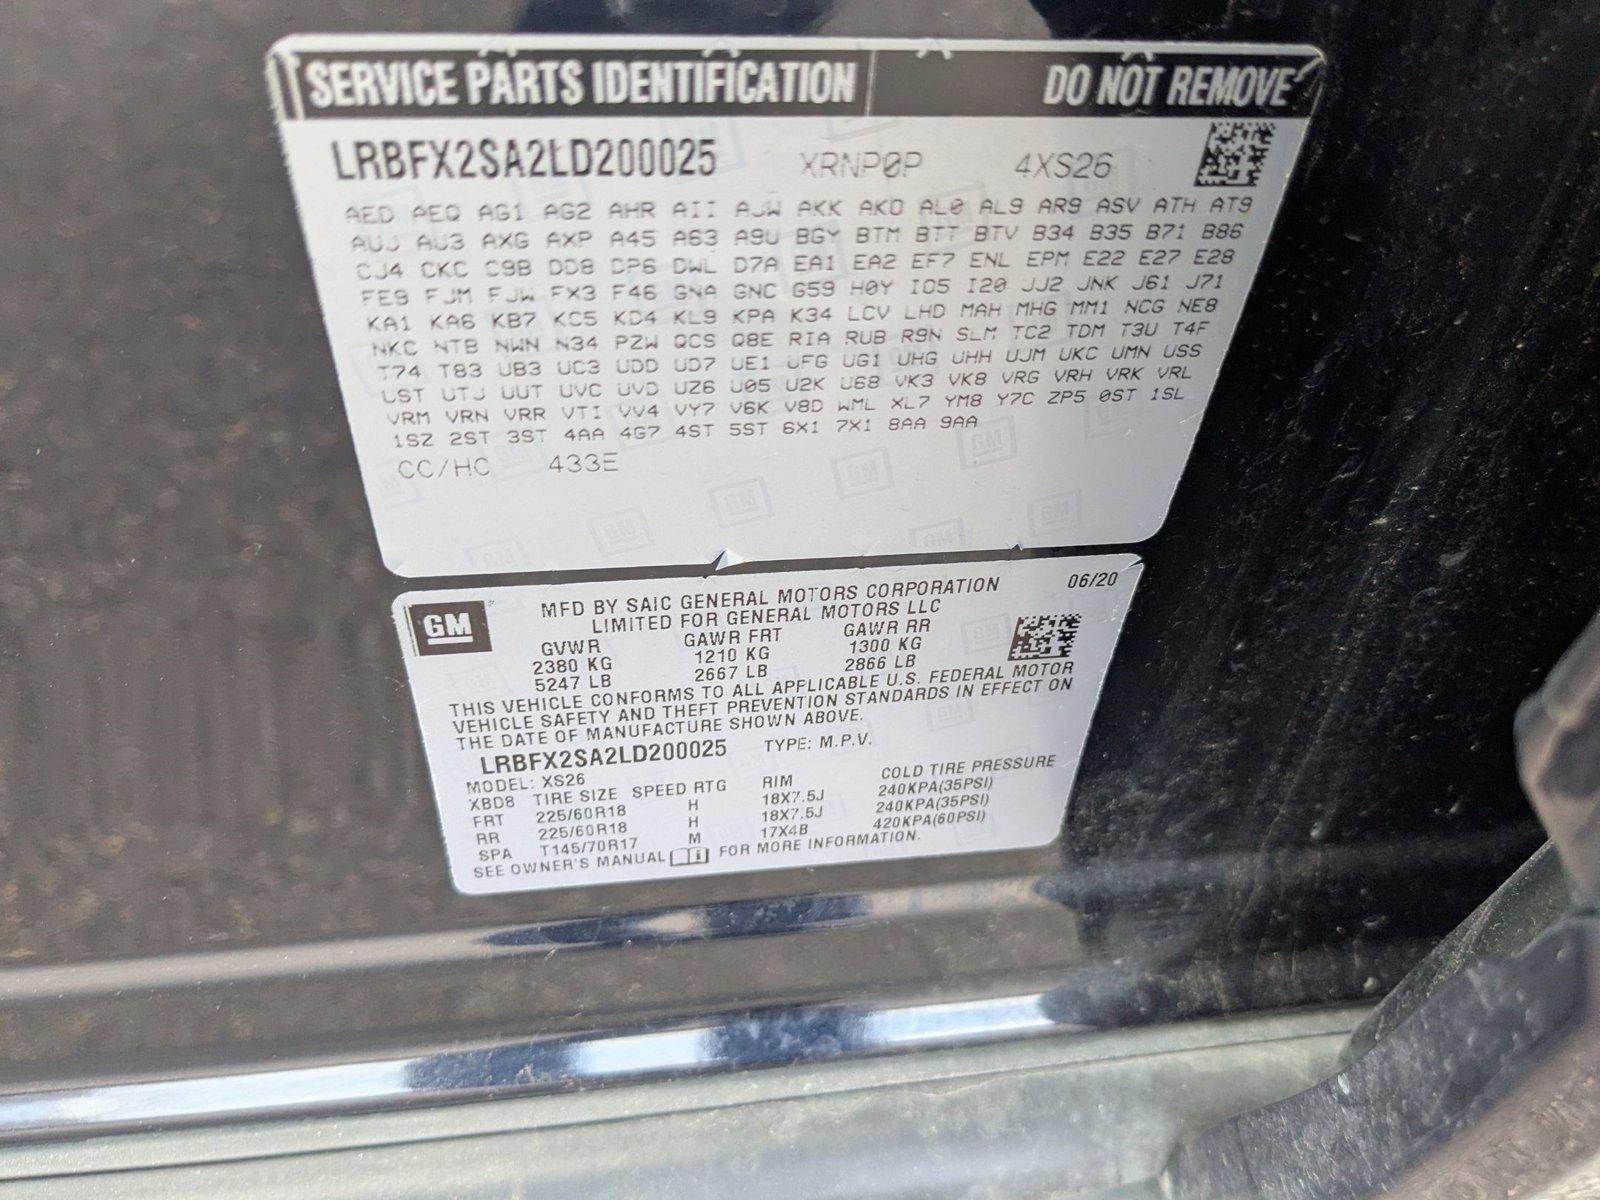 SERVICE PARTS IDENTIFICATION DO NOT REMOVE
LRBFX2SA2LD200025 XRNP0P 4XS26
AED AEQ AG1 AG2 AHR AII AJW AKK AKO AL0 AL9 AR9 ASV ATH AT9
AUJ AU3 AXG AXP A45 A63 A9U BGY BTM BTT BTV B34 B35 B71 B86
CJ4 CKC C9B DD8 DP6 DWL D7A EA1 EA2 EF7 ENL EPM E22 E27 E28
FE9 FJM FJW FX3 F46 GNA GNC G59 H0Y IO5 I20 JJ2 JNK J61 J71
KA1 KA6 KB7 KC5 KD4 KL9 KPA K34 LCV LHD MAH MHG MM1 NCG NE8
NKC NTB NWN N34 PZW QCS Q8E RIA RUB R9N SLM TC2 TDM T3U T4F
T74 T83 UB3 UC3 UDD UD7 UE1 UFG UG1 UHG UHH UJM UKC UMN USS
UST UTJ UUT UVC UVD UZ6 U05 U2K U68 VK3 VK8 VRG VRH VRK VRL
VRM VRN VRR VTI VV4 VY7 V6K V8D WML XL7 YM8 Y7C ZP5 0ST 1SL
1SZ 2ST 3ST 4AA 4G7 4ST 5ST 6X1 7X1 8AA 9AA
CC/HC 433E
GM
MFD BY SAIC GENERAL MOTORS CORPORATION 06/20
LIMITED FOR GENERAL MOTORS LLC
GVWR GAWR FRT GAWR RR
2380 KG 1210 KG 1300 KG
5247 LB 2667 LB 2866 LB
THIS VEHICLE CONFORMS TO ALL APPLICABLE U.S. FEDERAL MOTOR
VEHICLE SAFETY AND THEFT PREVENTION STANDARDS IN EFFECT ON
THE DATE OF MANUFACTURE SHOWN ABOVE.
LRBFX2SA2LD200025 TYPE: M.P.V.
MODEL: XS26
XBD8 TIRE SIZE SPEED RTG RIM COLD TIRE PRESSURE
FRT 225/60R18 H 18X7.5J 240KPA(35PSI)
RR 225/60R18 H 18X7.5J 240KPA(35PSI)
SPA T145/70R17 M 17X4B 420KPA(60PSI)
SEE OWNER'S MANUAL FOR MORE INFORMATION.